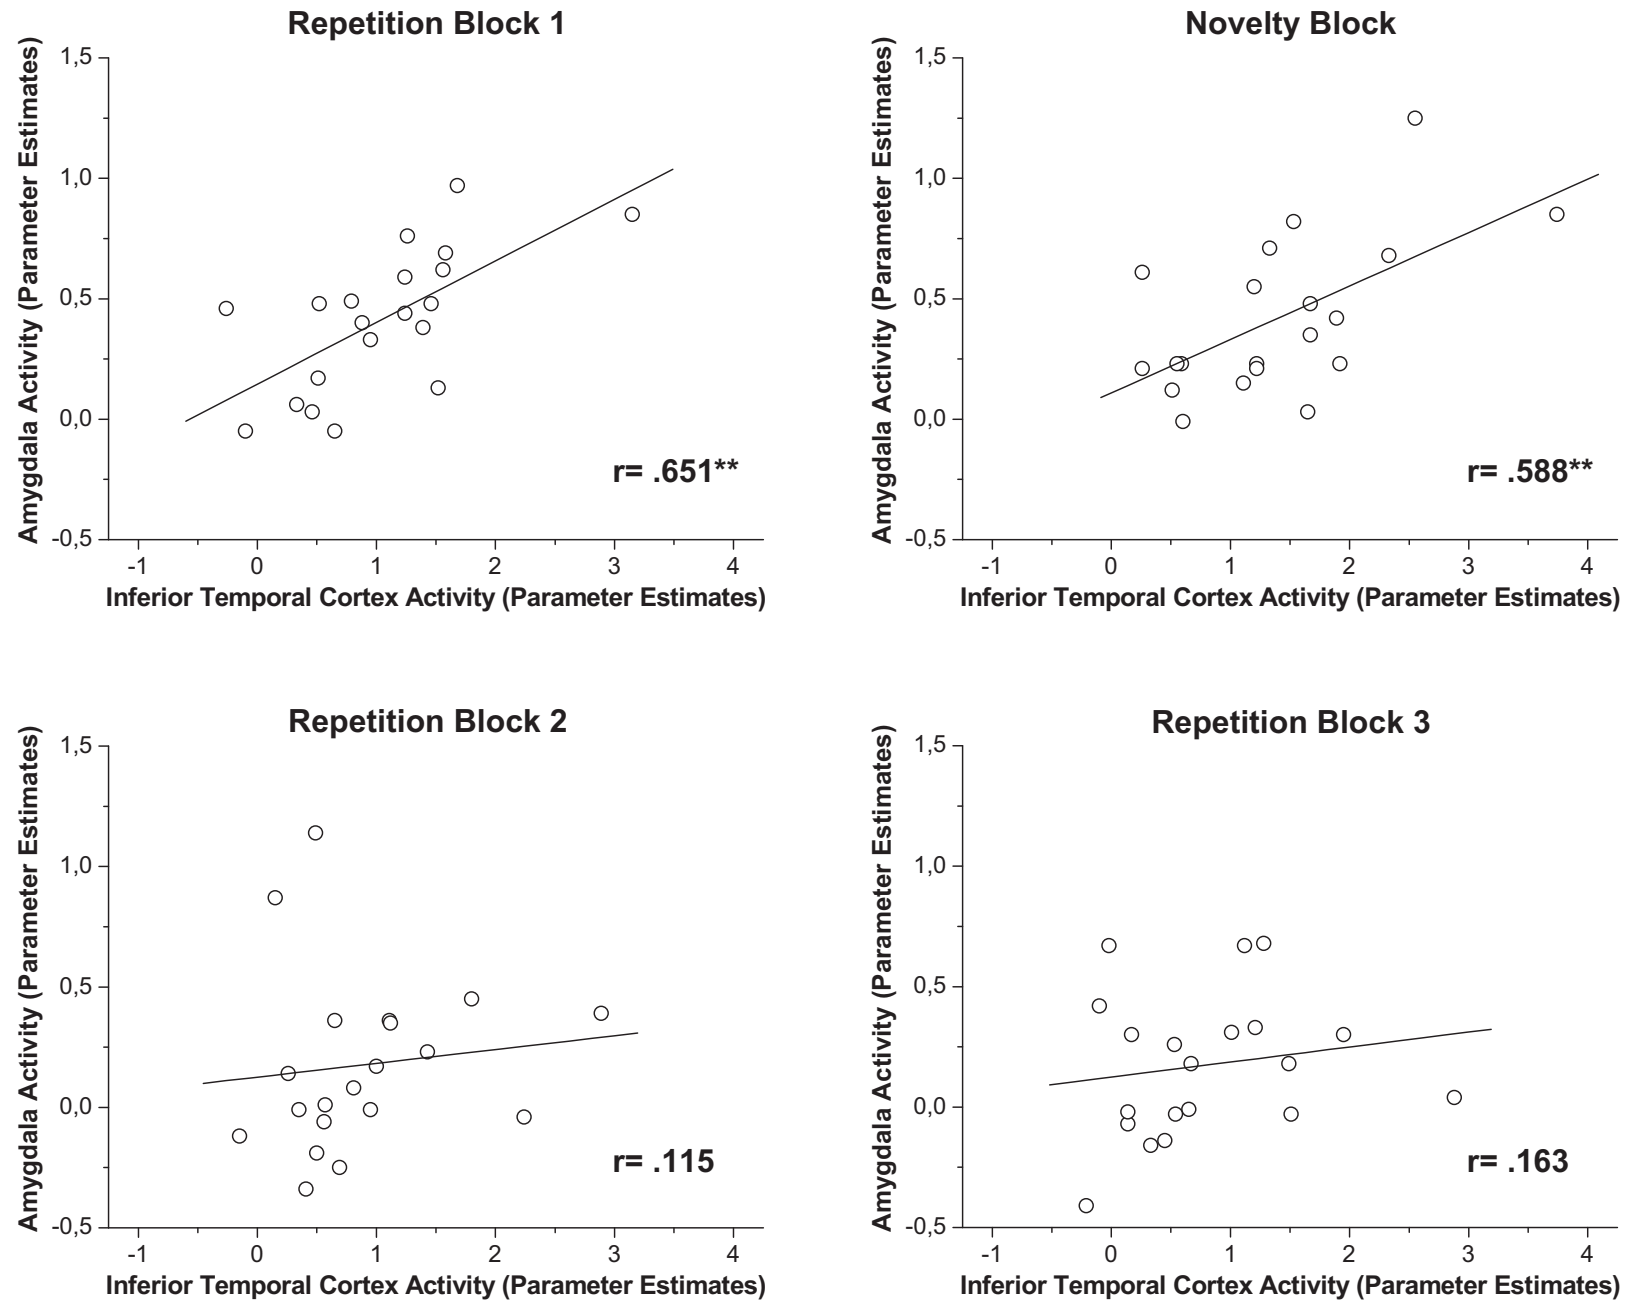 Repetition Block 1
Amygdala Activity (Parameter Estimates)
1,5
1,0
0,5
0,0
-0,5
r= .651**
-1 0 1 2 3 4
Inferior Temporal Cortex Activity (Parameter Estimates)
Novelty Block
Amygdala Activity (Parameter Estimates)
1,5
1,0
0,5
0,0
-0,5
r= .588**
-1 0 1 2 3 4
Inferior Temporal Cortex Activity (Parameter Estimates)
Repetition Block 2
Amygdala Activity (Parameter Estimates)
1,5
1,0
0,5
0,0
-0,5
r= .115
-1 0 1 2 3 4
Inferior Temporal Cortex Activity (Parameter Estimates)
Repetition Block 3
Amygdala Activity (Parameter Estimates)
1,5
1,0
0,5
0,0
-0,5
r= .163
-1 0 1 2 3 4
Inferior Temporal Cortex Activity (Parameter Estimates)